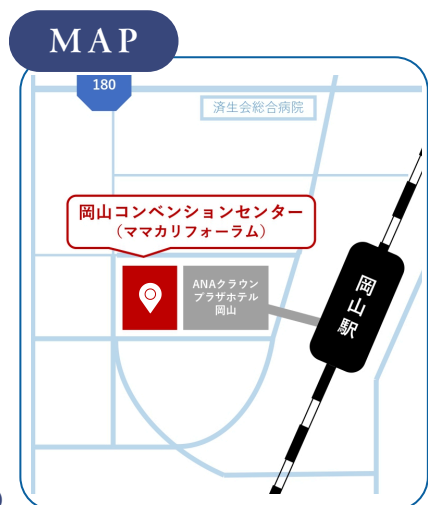 MAP
180
済生会総合病院
岡山コンベンションセンター
（ママカリフォーラム）
ANAクラウン
プラザホテル
岡山
岡山駅